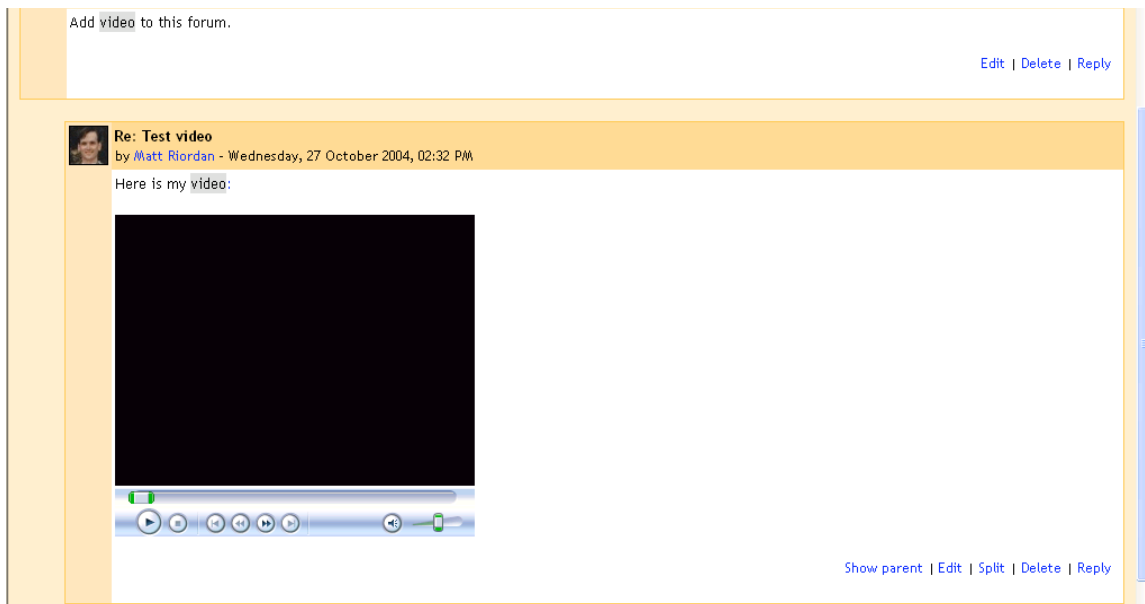 Add video to this forum.
Edit | Delete | Reply
Re: Test video
by Matt Riordan - Wednesday, 27 October 2004, 02:32 PM
Here is my video:
Show parent | Edit | Split | Delete | Reply